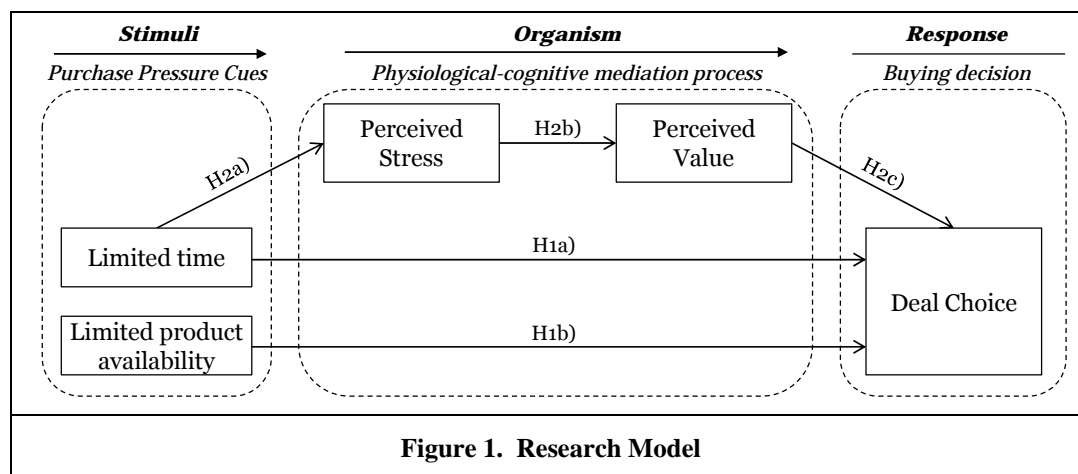 Stimuli
Organism
Response
Purchase Pressure Cues
Physiological-cognitive mediation process
Buying decision
Perceived
Stress
H2b)
Perceived
Value
H2a)
H2c)
Limited time
H1a)
Deal Choice
Limited product
availability
H1b)
Figure 1. Research Model